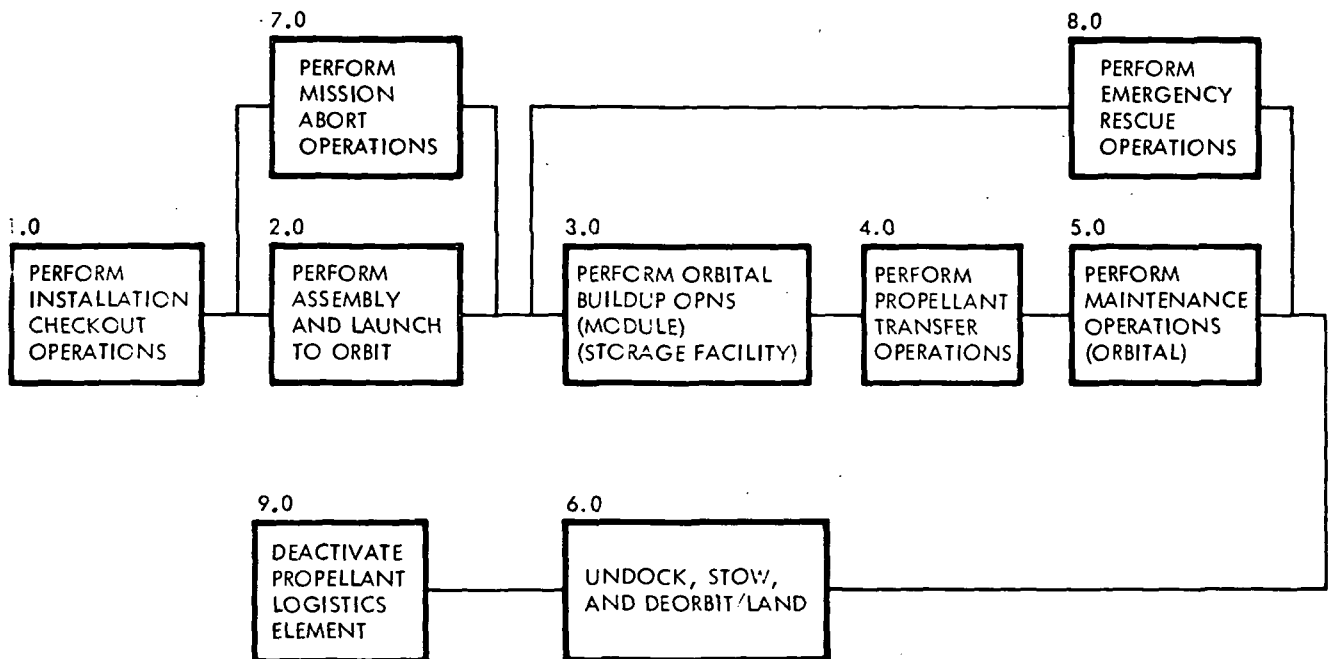 7.0
PERFORM
MISSION
ABORT
OPERATIONS
8.0
PERFORM
EMERGENCY
RESCUE
OPERATIONS
1.0
PERFORM
INSTALLATION
CHECKOUT
OPERATIONS
2.0
PERFORM
ASSEMBLY
AND LAUNCH
TO ORBIT
3.0
PERFORM ORBITAL
BUILDUP OPNS
(MODULE)
(STORAGE FACILITY)
4.0
PERFORM
PROPELLANT
TRANSFER
OPERATIONS
5.0
PERFORM
MAINTENANCE
OPERATIONS
(ORBITAL)
9.0
DEACTIVATE
PROPELLANT
LOGISTICS
ELEMENT
6.0
UNDOCK, STOW,
AND DEORBIT/LAND